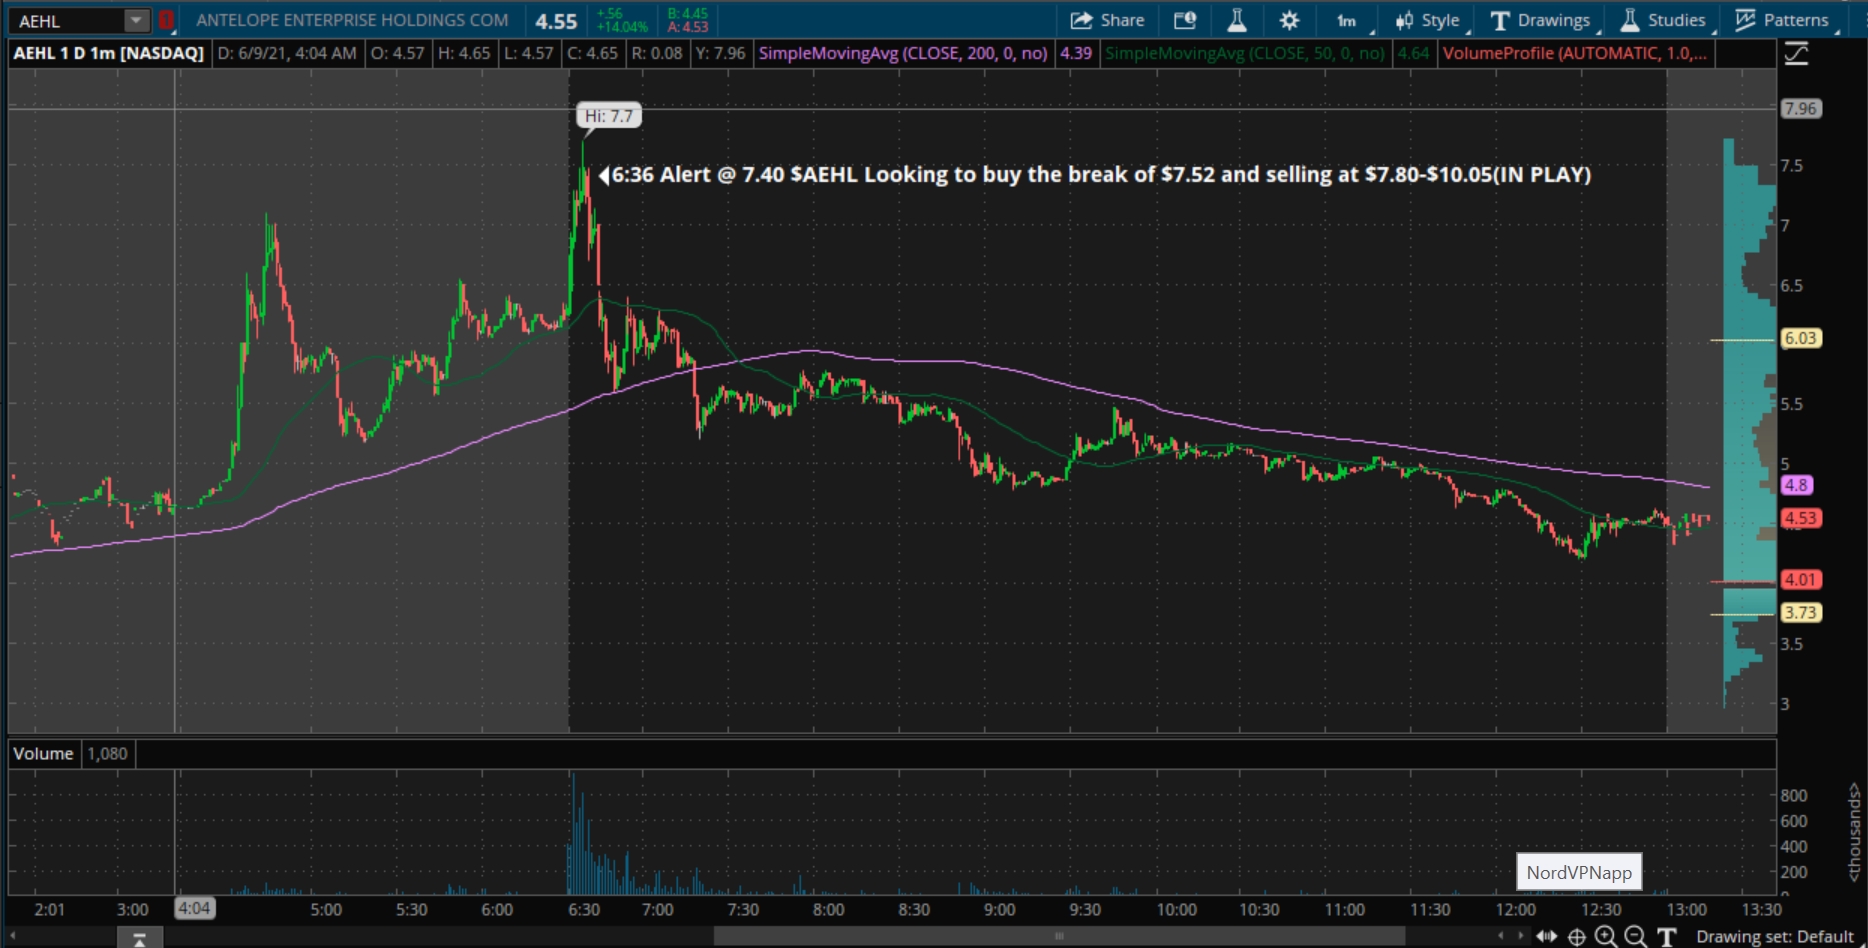 AEHL
1
ANTELOPE ENTERPRISE HOLDINGS COM
4.55
+.56
+14.04%
B: 4.45
A: 4.53
Share
1m
Style
Drawings
Studies
Patterns
AEHL 1 D 1m [NASDAQ]
D: 6/9/21, 4:04 AM
O: 4.57
H: 4.65
L: 4.57
C: 4.65
R: 0.08
Y: 7.96
SimpleMovingAvg (CLOSE, 200, 0, no)
4.39
SimpleMovingAvg (CLOSE, 50, 0, no)
4.64
VolumeProfile (AUTOMATIC, 1.0,...
Hi: 7.7
6:36 Alert @ 7.40 $AEHL Looking to buy the break of $7.52 and selling at $7.80-$10.05(IN PLAY)
7.96
7.5
7
6.5
6.03
5.5
5
4.8
4.53
4.01
3.73
3.5
3
Volume
1,080
800
600
400
200
0
<thousands>
NordVPNapp
2:01
3:00
4:04
5:00
5:30
6:00
6:30
7:00
7:30
8:00
8:30
9:00
9:30
10:00
10:30
11:00
11:30
12:00
12:30
13:00
13:30
Drawing set: Default